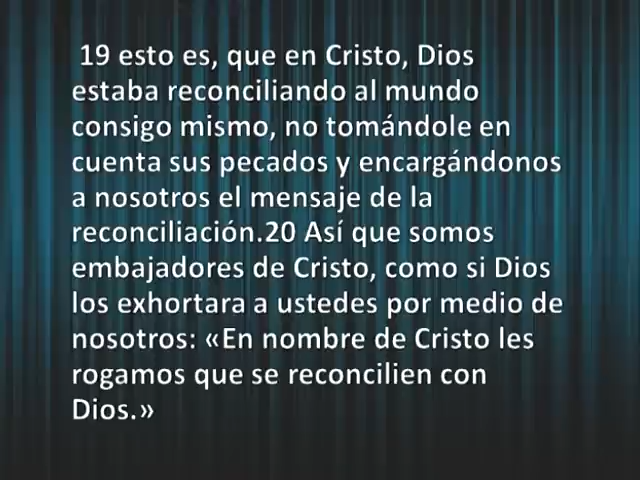 19 esto es, que en Cristo, Dios
estaba reconciliando al mundo
consigo mismo, no tomándole en
cuenta sus pecados y encargándonos
a nosotros el mensaje de la
reconciliación.20 Así que somos
embajadores de Cristo, como si Dios
los exhortara a ustedes por medio de
nosotros: «En nombre de Cristo les
rogamos que se reconcilien con
Dios.»